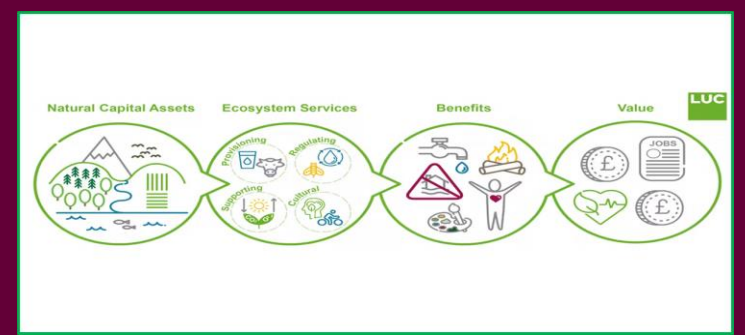 Natural Capital Assets
Ecosystem Services
Benefits
Value
LUC
Provisioning
Regulating
Supporting
Cultural
JOBS
£
£